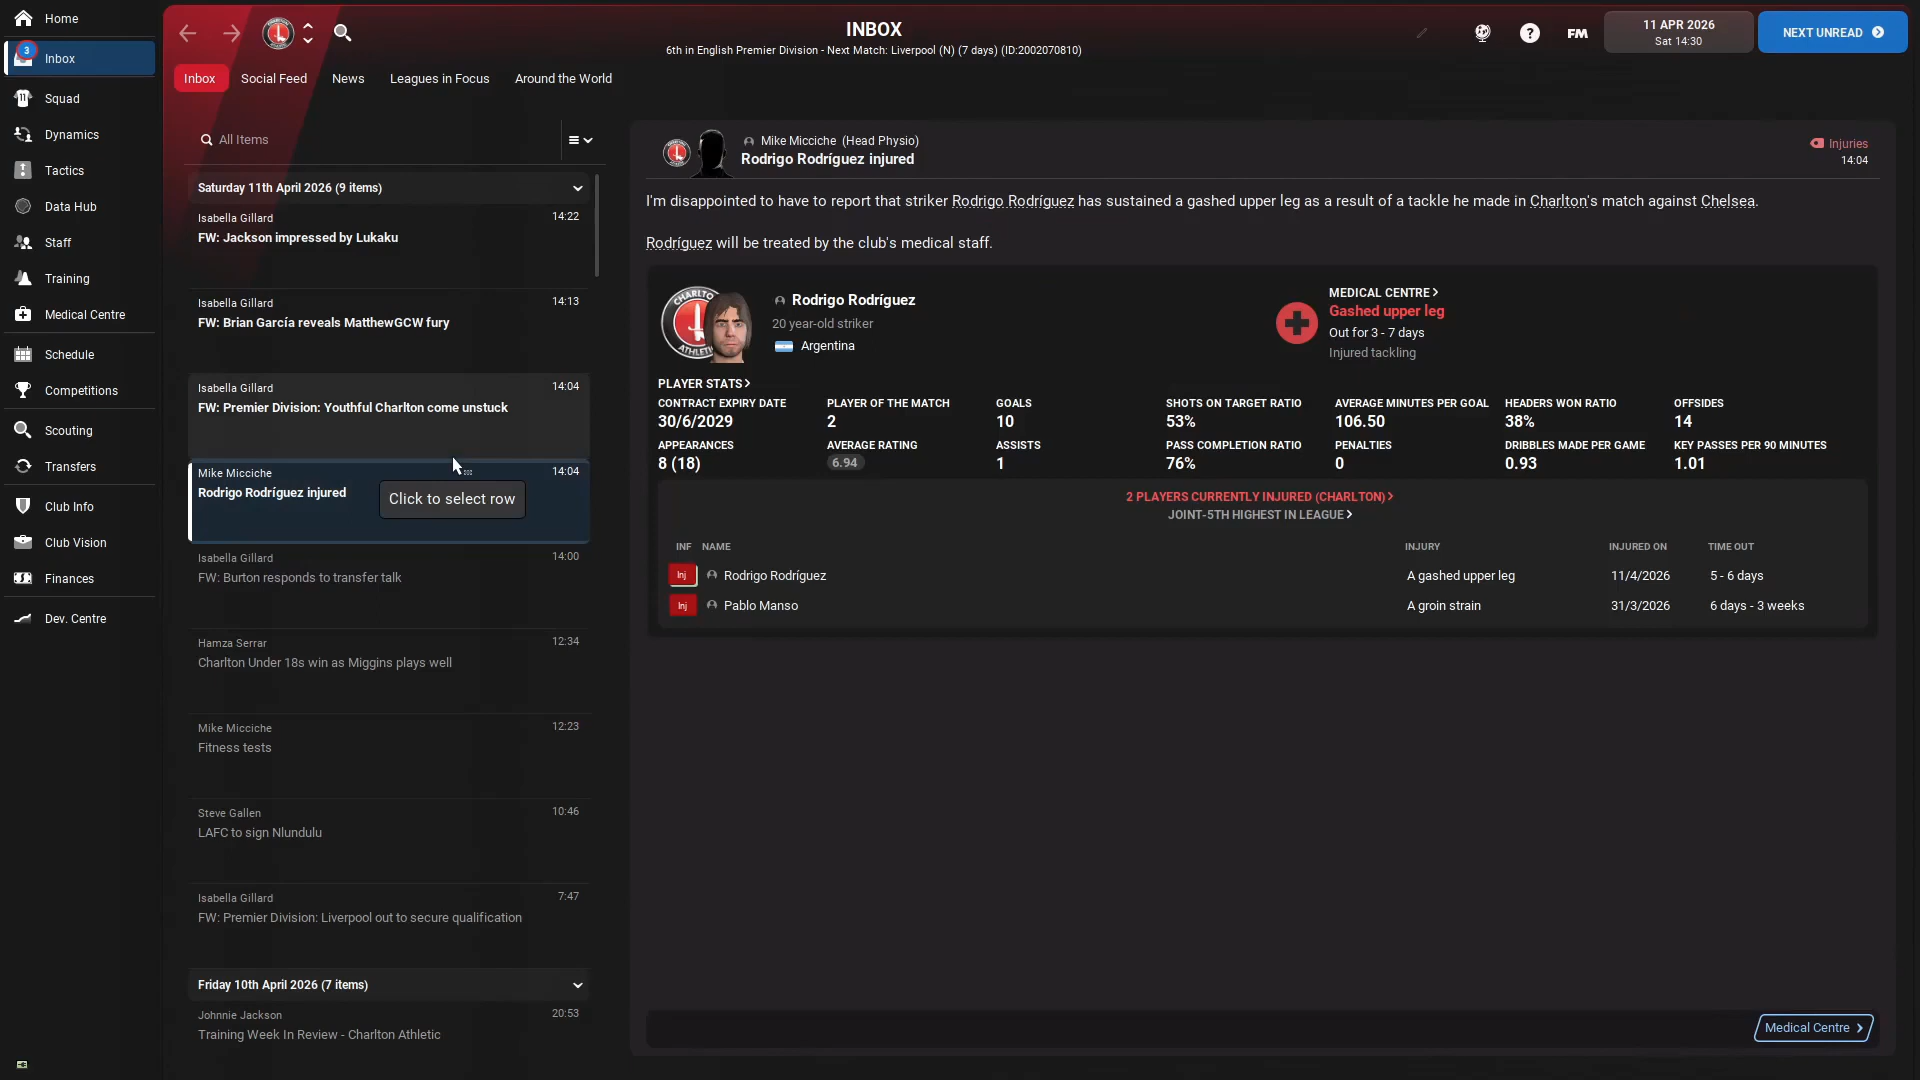 Home
3
Inbox
Squad
Dynamics
Tactics
Data Hub
Staff
Training
Medical Centre
Schedule
Competitions
Scouting
Transfers
Club Info
Club Vision
Finances
Dev. Centre
INBOX
6th in English Premier Division - Next Match: Liverpool (N) (7 days) (ID:2002070810)
FM
11 APR 2026
Sat 14:30
NEXT UNREAD
Inbox Social Feed News Leagues in Focus Around the World
All Items
Saturday 11th April 2026 (9 items)
Isabella Gillard 14:22
FW: Jackson impressed by Lukaku
Isabella Gillard 14:13
FW: Brian García reveals MatthewGCW fury
Isabella Gillard 14:04
FW: Premier Division: Youthful Charlton come unstuck
Mike Micciche 14:04
Rodrigo Rodríguez injured
Click to select row
Isabella Gillard 14:00
FW: Burton responds to transfer talk
Hamza Serrar 12:34
Charlton Under 18s win as Miggins plays well
Mike Micciche 12:23
Fitness tests
Steve Gallen 10:46
LAFC to sign Nlundulu
Isabella Gillard 7:47
FW: Premier Division: Liverpool out to secure qualification
Friday 10th April 2026 (7 items)
Johnnie Jackson 20:53
Training Week In Review - Charlton Athletic
Mike Micciche (Head Physio)
Rodrigo Rodríguez injured
Injuries
14:04
I'm disappointed to have to report that striker Rodrigo Rodríguez has sustained a gashed upper leg as a result of a tackle he made in Charlton's match against Chelsea.
Rodríguez will be treated by the club's medical staff.
Rodrigo Rodríguez
20 year-old striker
Argentina
MEDICAL CENTRE
Gashed upper leg
Out for 3 - 7 days
Injured tackling
PLAYER STATS
CONTRACT EXPIRY DATE PLAYER OF THE MATCH GOALS SHOTS ON TARGET RATIO AVERAGE MINUTES PER GOAL HEADERS WON RATIO OFFSIDES
30/6/2029 2 10 53% 106.50 38% 14
APPEARANCES AVERAGE RATING ASSISTS PASS COMPLETION RATIO PENALTIES DRIBBLES MADE PER GAME KEY PASSES PER 90 MINUTES
8 (18) 6.94 1 76% 0 0.93 1.01
2 PLAYERS CURRENTLY INJURED (CHARLTON)
JOINT-5TH HIGHEST IN LEAGUE
INF NAME INJURY INJURED ON TIME OUT
Inj Rodrigo Rodríguez A gashed upper leg 11/4/2026 5 - 6 days
Inj Pablo Manso A groin strain 31/3/2026 6 days - 3 weeks
Medical Centre